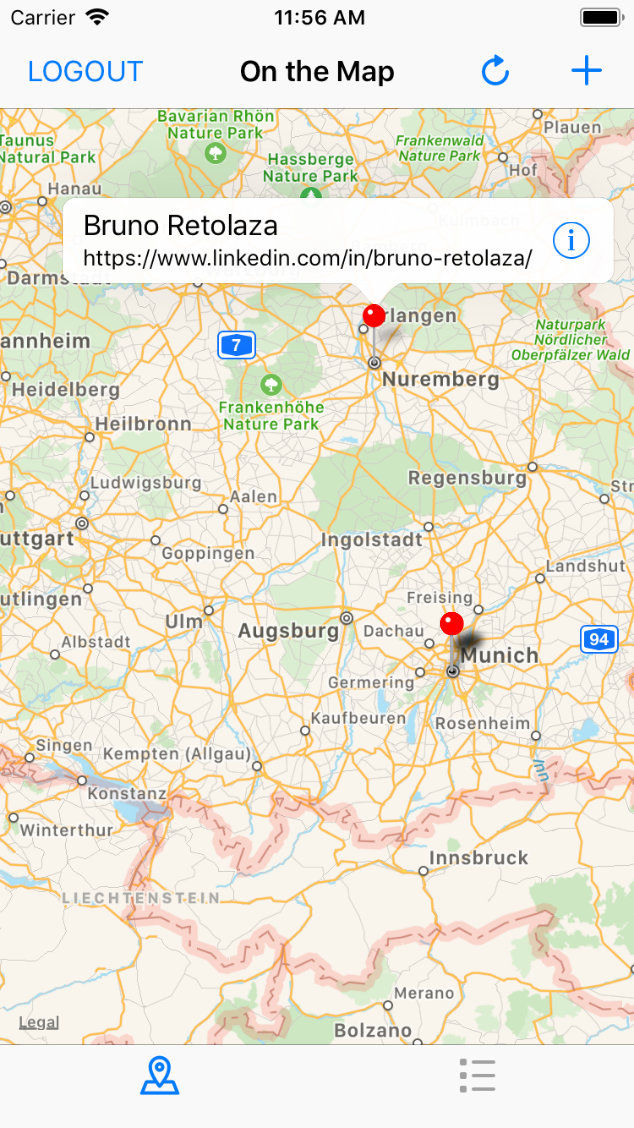 Carrier 11:56 AM
LOGOUT On the Map
Bavarian Rhön
Nature Park
Plauen
Taunus
Natural Park
Frankenwald
Nature Park
Hassberge
Nature Park
Hof
Hanau
Bruno Retolaza
https://www.linkedin.com/in/bruno-retolaza/
Darmstadt
rlangen
Naturpark
Nördlicher
Oberpfälzer Wald
annheim
7
Nuremberg
Heidelberg
Frankenhöhe
Nature Park
Heilbronn
Regensburg
Ludwigsburg
Str
Aalen
uttgart
Ingolstadt
Goppingen
Landshut
utlingen
Freising
Ulm
Augsburg
Dachau
94
Albstadt
Munich
Germering
Kaufbeuren
Rosenheim
Singen
Kempten (Allgau)
Inn
Konstanz
Winterthur
Innsbruck
LIECHTENSTEIN
Merano
Legal
Bolzano